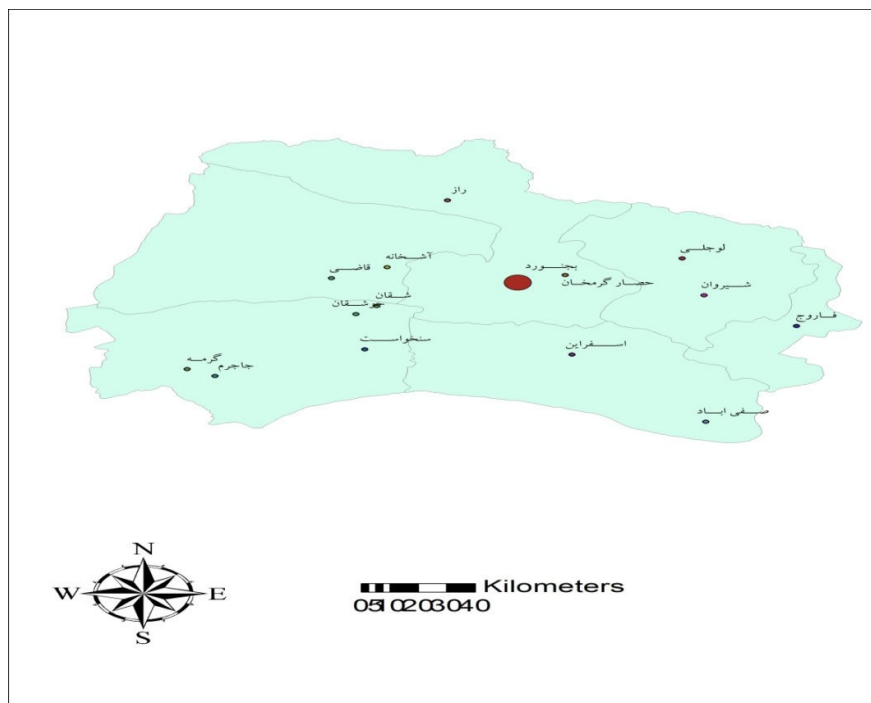 راز
لوجلی
آشخانه
بجنورد
قاضی
حصار گرمخان
شیروان
شقان
جوشقان
فاروج
سنخواست
اسفراین
گرمه
جاجرم
صفی اباد
N
W E
S
Kilometers
0 5 10 20 30 40